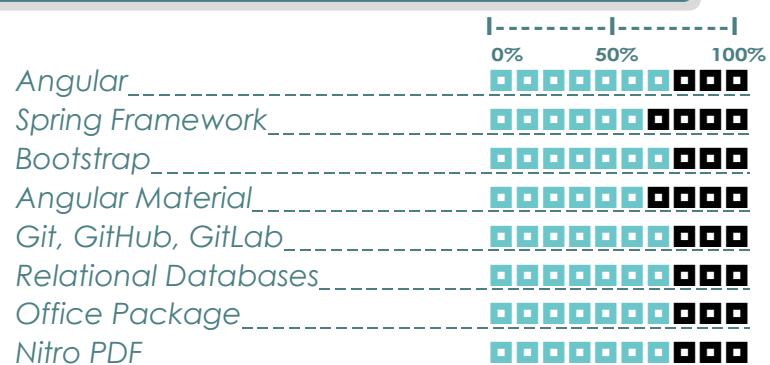 0% 50% 100%
Angular
Spring Framework
Bootstrap
Angular Material
Git, GitHub, GitLab
Relational Databases
Office Package
Nitro PDF